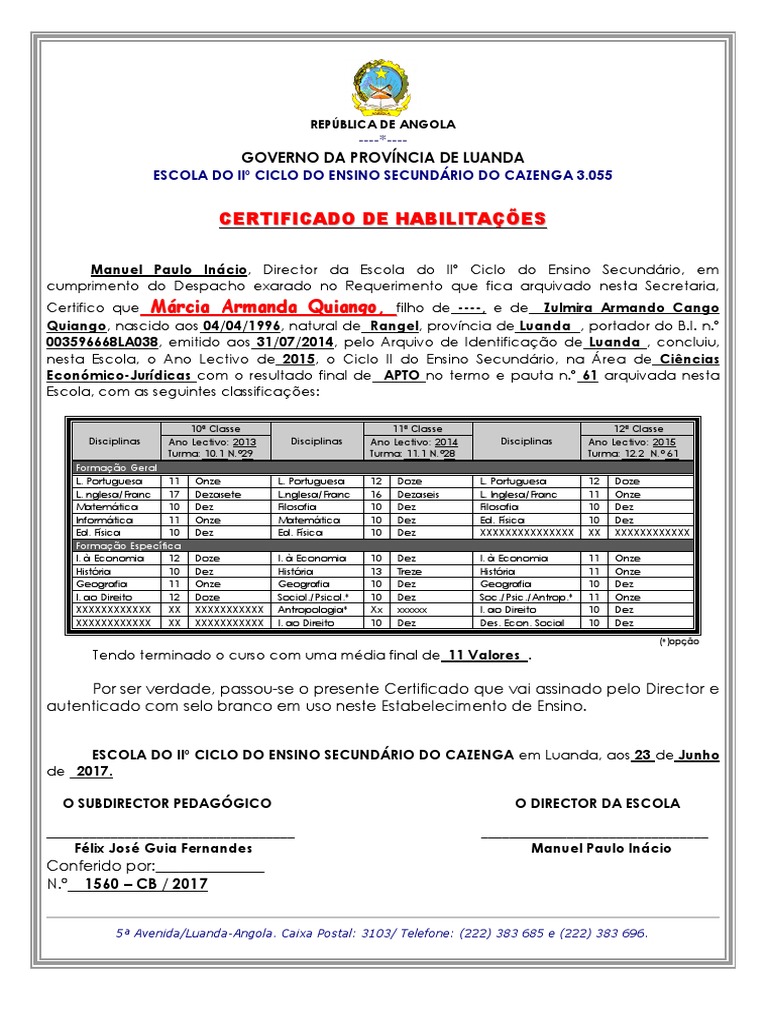 REPÚBLICA DE ANGOLA
----*----
GOVERNO DA PROVÍNCIA DE LUANDA
ESCOLA DO IIº CICLO DO ENSINO SECUNDÁRIO DO CAZENGA 3.055
CERTIFICADO DE HABILITAÇÕES
Manuel Paulo Inácio, Director da Escola do IIº Ciclo do Ensino Secundário, em
cumprimento do Despacho exarado no Requerimento que fica arquivado nesta Secretaria,
Certifico que Márcia Armanda Quiango, filho de ----, e de Zulmira Armando Cango
Quiango, nascido aos 04/04/1996, natural de Rangel, província de Luanda , portador do B.I. n.º
003596668LA038, emitido aos 31/07/2014, pelo Arquivo de Identificação de Luanda , concluiu,
nesta Escola, o Ano Lectivo de 2015, o Ciclo II do Ensino Secundário, na Área de Ciências
Económico-Jurídicas com o resultado final de APTO no termo e pauta n.º 61 arquivada nesta
Escola, com as seguintes classificações:
Disciplinas 10ª Classe Disciplinas 11ª Classe Disciplinas 12ª Classe
Ano Lectivo: 2013 Ano Lectivo: 2014 Ano Lectivo: 2015
Turma: 10.1 N.º29 Turma: 11.1 N.º28 Turma: 12.2 N.º 61
Formação Geral
L. Portuguesa 11 Onze L. Portuguesa 12 Doze L. Portuguesa 12 Doze
L.nglesa/Franc 17 Dezasete L.nglesa/Franc 16 Dezaseis L. Inglesa/Franc 11 Onze
Matemática 10 Dez Filosofia 10 Dez Filosofia 10 Dez
Informática 11 Onze Matemática 10 Dez Ed. Física 10 Dez
Ed. Física 10 Dez Ed. Física 10 Dez XXXXXXXXXXXXXXX XX XXXXXXXXXXXX
Formação Específica
I. à Economia 12 Doze I. à Economia 10 Dez I. à Economia 11 Onze
História 10 Dez História 13 Treze História 11 Onze
Geografia 11 Onze Geografia 10 Dez Geografia 10 Dez
I. ao Direito 12 Doze Sociol./Psicol.* 10 Dez Soc./Psic./Antrop.* 11 Onze
XXXXXXXXXXXX XX XXXXXXXXXXX Antropologia* Xx xxxxxx I. ao Direito 10 Dez
XXXXXXXXXXXX XX XXXXXXXXXXX I. ao Direito 10 Dez Des. Econ. Social 10 Dez
(*)opção
Tendo terminado o curso com uma média final de 11 Valores .
Por ser verdade, passou-se o presente Certificado que vai assinado pelo Director e
autenticado com selo branco em uso neste Estabelecimento de Ensino.
ESCOLA DO IIº CICLO DO ENSINO SECUNDÁRIO DO CAZENGA em Luanda, aos 23 de Junho
de 2017.
O SUBDIRECTOR PEDAGÓGICO O DIRECTOR DA ESCOLA
Félix José Guia Fernandes Manuel Paulo Inácio
Conferido por:_____________
N.º 1560 – CB / 2017
5ª Avenida/Luanda-Angola. Caixa Postal: 3103/ Telefone: (222) 383 685 e (222) 383 696.